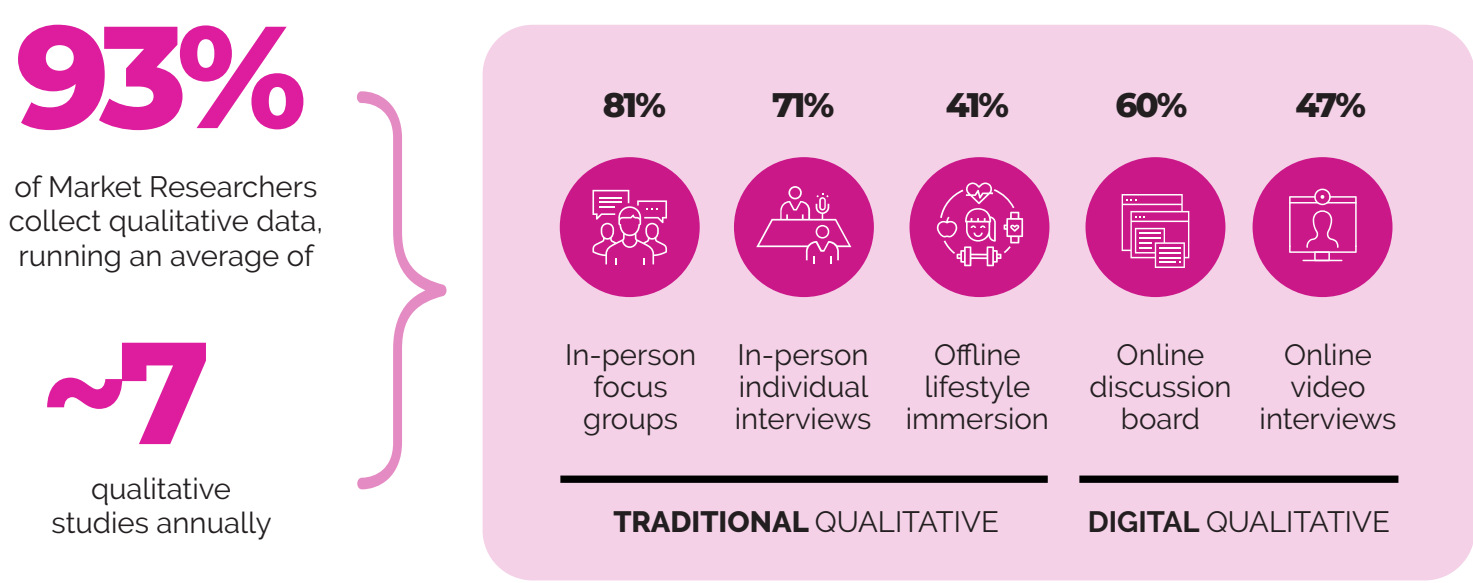 93%
of Market Researchers
collect qualitative data,
running an average of
~7
qualitative
studies annually
81%
In-person
focus
groups
71%
In-person
individual
interviews
41%
Offline
lifestyle
immersion
60%
Online
discussion
board
47%
Online
video
interviews
TRADITIONAL QUALITATIVE
DIGITAL QUALITATIVE